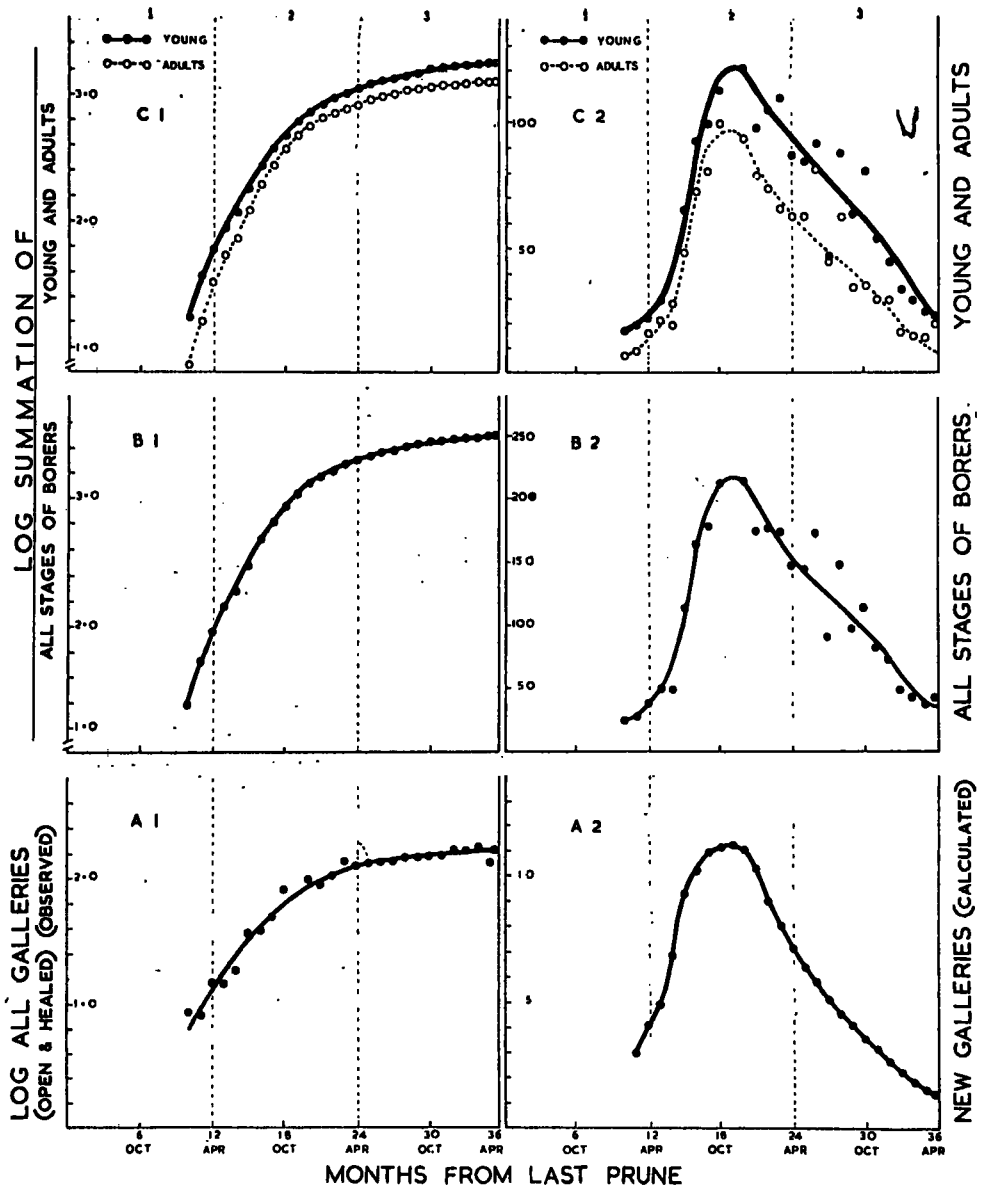 1 2 3 1 2 3
YOUNG
ADULTS
C 1
3·0
2·0
1·0
YOUNG
ADULTS
C 2
100
50
B 1
3·0
2·0
1·0
B 2
250
200
150
100
50
A 1
2·0
1·0
A 2
10
5
LOG SUMMATION OF
YOUNG AND ADULTS
ALL STAGES OF BORERS
LOG ALL GALLERIES
(OPEN & HEALED) (OBSERVED)
YOUNG AND ADULTS
ALL STAGES OF BORERS
NEW GALLERIES (CALCULATED)
6 12 18 24 30 36 6 12 18 24 30 36
OCT APR OCT APR OCT APR OCT APR OCT APR OCT APR
MONTHS FROM LAST PRUNE